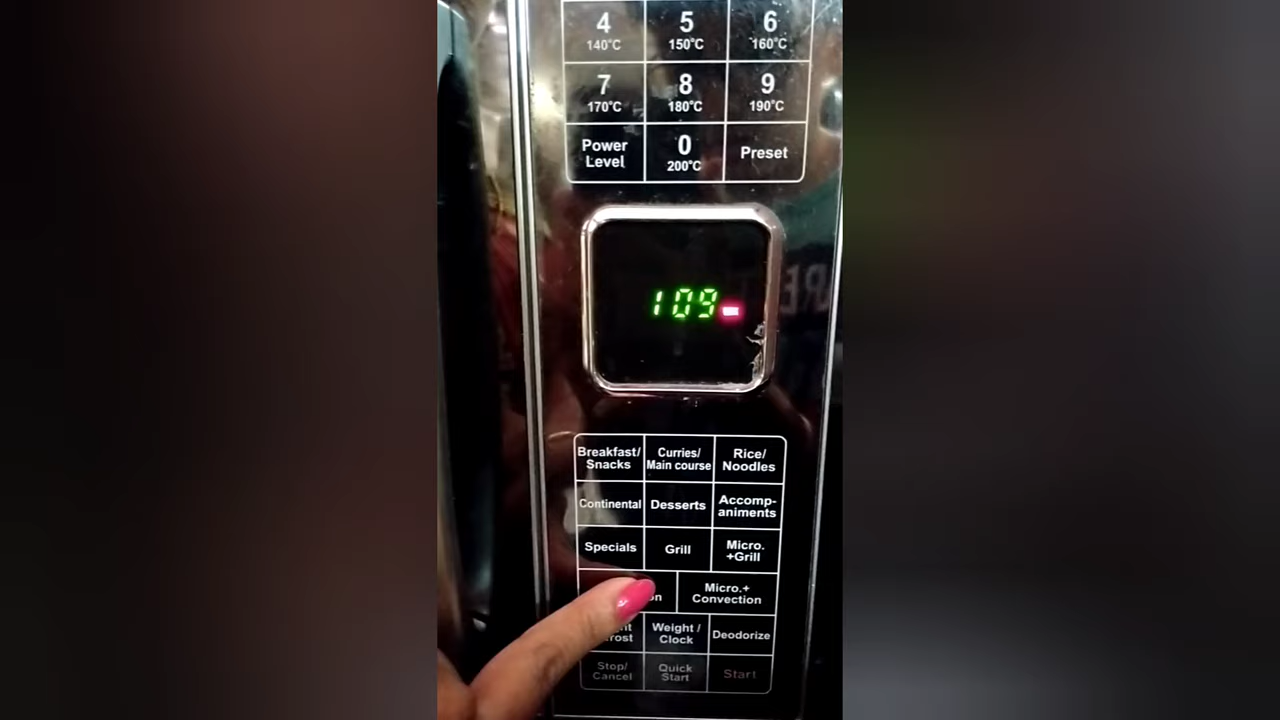 4 5 6
140°C 150°C 160°C
7 8 9
170°C 180°C 190°C
Power Level 0 Preset
200°C
109
Breakfast/ Snacks Curries/ Main course Rice/ Noodles
Continental Desserts Accomp- animents
Specials Grill Micro. +Grill
Micro.+ Convection
Weight / Clock Deodorize
Stop/ Cancel Quick Start Start